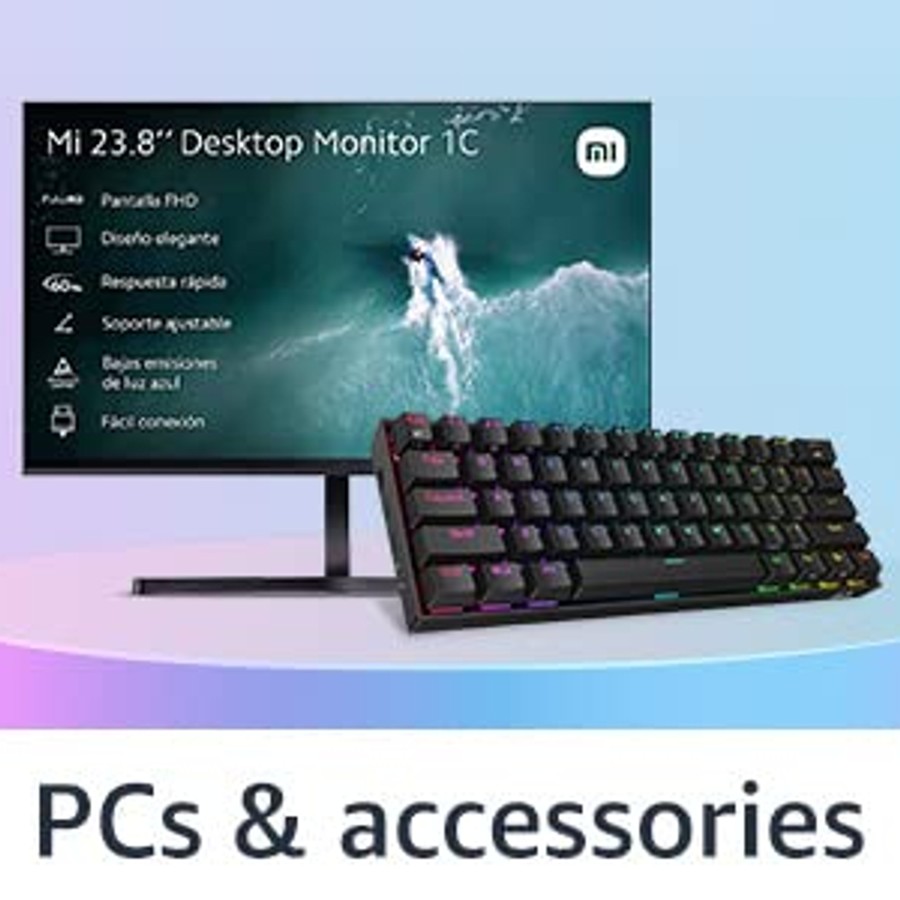 Mi 23.8‘‘ Desktop Monitor 1C
mi
Pantalla FHD
Diseño elegante
60Hz
Respuesta rápida
Soporte ajustable
Bajas emisiones
de luz azul
Fácil conexión
PCs & accessories